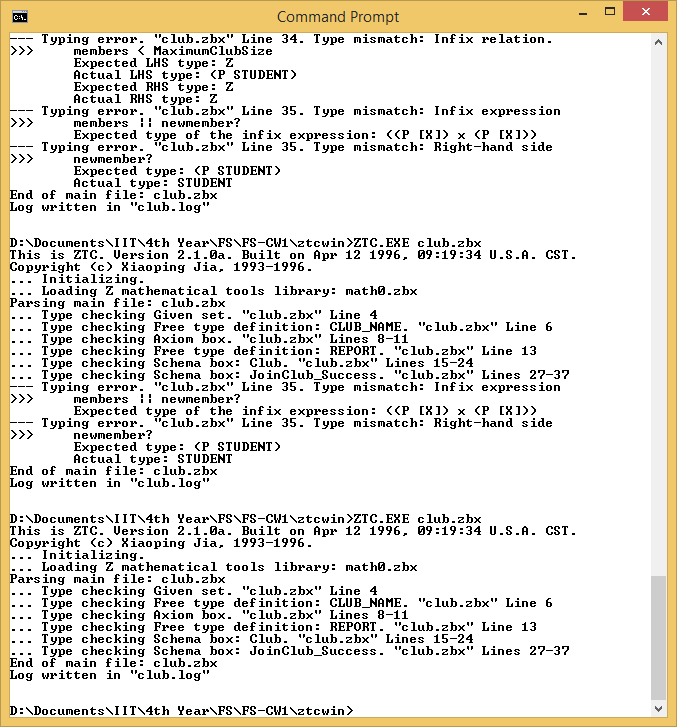 Command Prompt
--- Typing error. "club.zbx" Line 34. Type mismatch: Infix relation.
>>>     members < MaximumClubSize
        Expected LHS type: Z
        Actual LHS type: (P STUDENT)
        Expected RHS type: Z
        Actual RHS type: Z
--- Typing error. "club.zbx" Line 35. Type mismatch: Infix expression
>>>     members || newmember?
        Expected type of the infix expression: ((P [X]) x (P [X]))
--- Typing error. "club.zbx" Line 35. Type mismatch: Right-hand side
>>>     newmember?
        Expected type: (P STUDENT)
        Actual type: STUDENT
End of main file: club.zbx
Log written in "club.log"
D:\Documents\IIT\4th Year\FS\FS-CW1\ztcwin>ZTC.EXE club.zbx
This is ZTC. Version 2.1.0a. Built on Apr 12 1996, 09:19:34 U.S.A. CST.
Copyright (c) Xiaoping Jia, 1993-1996.
... Initializing.
... Loading Z mathematical tools library: math0.zbx
Parsing main file: club.zbx
... Type checking Given set. "club.zbx" Line 4
... Type checking Free type definition: CLUB_NAME. "club.zbx" Line 6
... Type checking Axiom box. "club.zbx" Lines 8-11
... Type checking Free type definition: REPORT. "club.zbx" Line 13
... Type checking Schema box: Club. "club.zbx" Lines 15-24
... Type checking Schema box: JoinClub_Success. "club.zbx" Lines 27-37
--- Typing error. "club.zbx" Line 35. Type mismatch: Infix expression
>>>     members || newmember?
        Expected type of the infix expression: ((P [X]) x (P [X]))
--- Typing error. "club.zbx" Line 35. Type mismatch: Right-hand side
>>>     newmember?
        Expected type: (P STUDENT)
        Actual type: STUDENT
End of main file: club.zbx
Log written in "club.log"
D:\Documents\IIT\4th Year\FS\FS-CW1\ztcwin>ZTC.EXE club.zbx
This is ZTC. Version 2.1.0a. Built on Apr 12 1996, 09:19:34 U.S.A. CST.
Copyright (c) Xiaoping Jia, 1993-1996.
... Initializing.
... Loading Z mathematical tools library: math0.zbx
Parsing main file: club.zbx
... Type checking Given set. "club.zbx" Line 4
... Type checking Free type definition: CLUB_NAME. "club.zbx" Line 6
... Type checking Axiom box. "club.zbx" Lines 8-11
... Type checking Free type definition: REPORT. "club.zbx" Line 13
... Type checking Schema box: Club. "club.zbx" Lines 15-24
... Type checking Schema box: JoinClub_Success. "club.zbx" Lines 27-37
End of main file: club.zbx
Log written in "club.log"
D:\Documents\IIT\4th Year\FS\FS-CW1\ztcwin>